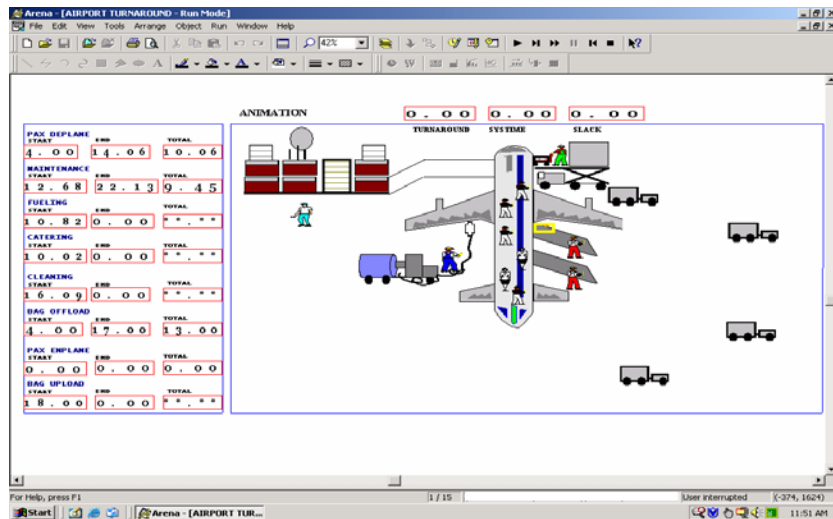 Arena - [AIRPORT TURNAROUND - Run Mode]
File Edit View Tools Arrange Object Run Window Help
42%
ANIMATION
0.00 0.00 0.00
TURNAROUND SYSTIME SLACK
PAX DEPLANE
START END TOTAL
4.00 14.06 10.06
MAINTENANCE
START END TOTAL
12.68 22.13 9.45
FUELING
START END TOTAL
10.82 0.00 **.**
CATERING
START END TOTAL
10.02 0.00 **.**
CLEANING
START END TOTAL
16.09 0.00 **.**
BAG OFFLOAD
START END TOTAL
4.00 17.00 13.00
PAX ENPLANE
START END TOTAL
0.00 0.00 0.00
BAG UPLOAD
START END TOTAL
18.00 0.00 **.**
For Help, press F1 1 / 15 User interrupted (-374, 1624)
Start Arena - [AIRPORT TUR... 11:51 AM